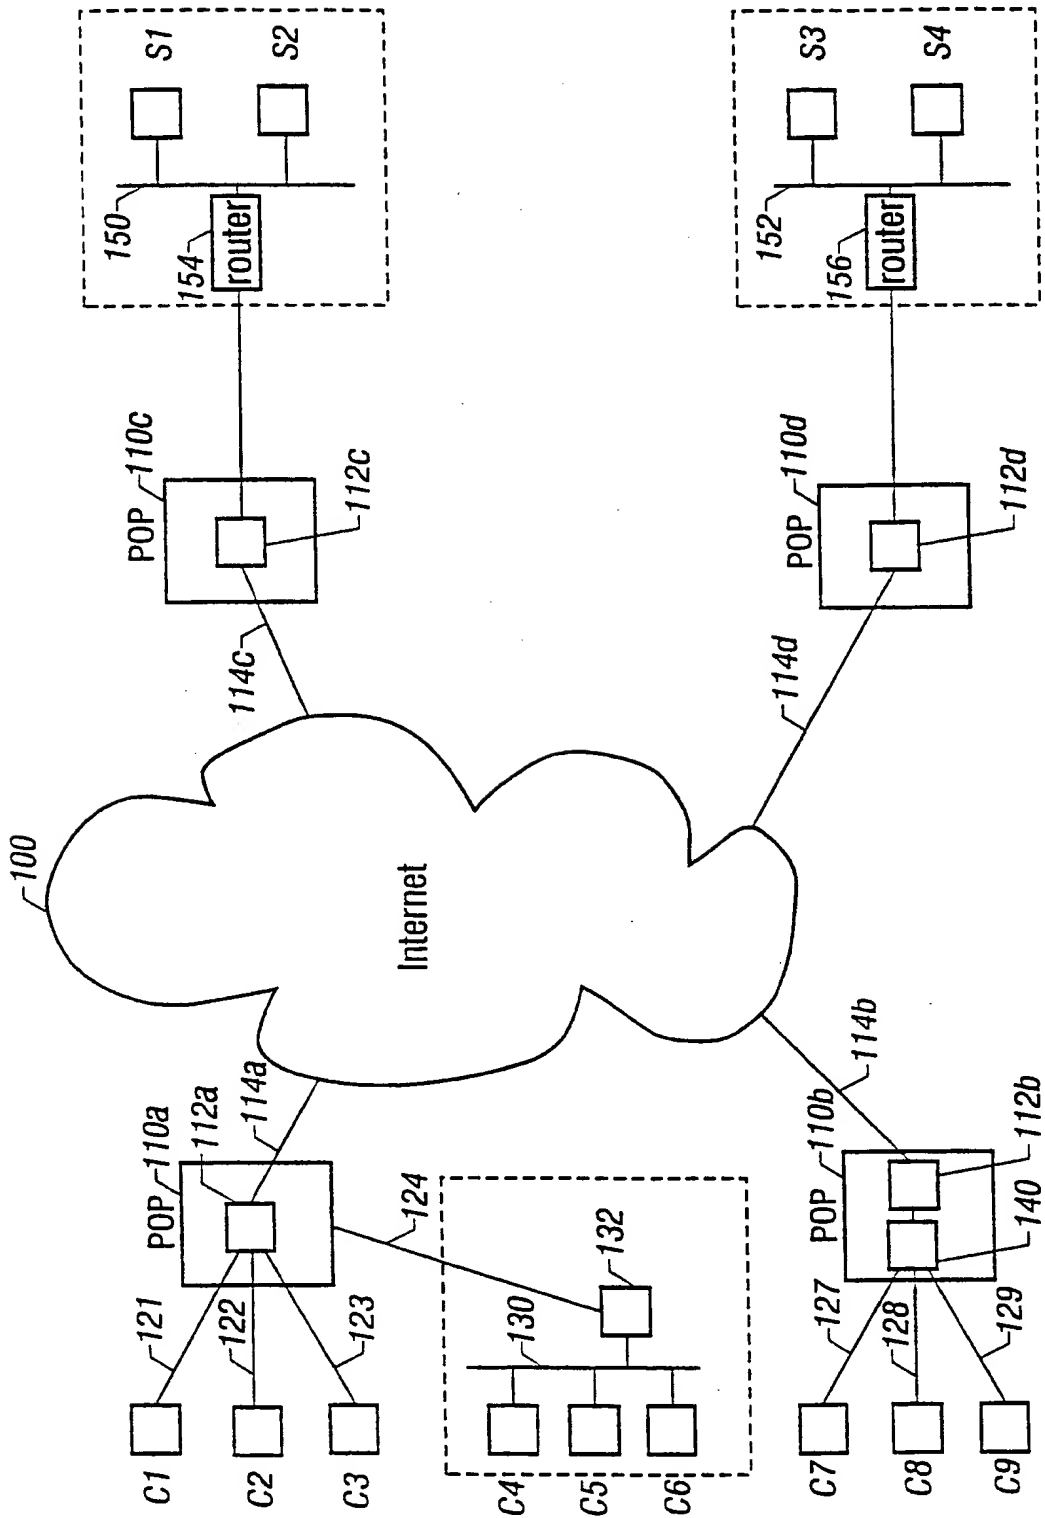 C1
C2
C3
121
122
123
POP
110a
112a
114a
124
C4
C5
C6
130
132
C7
C8
C9
127
128
129
POP
110b
140
112b
114b
100
Internet
114c
POP
110c
112c
114d
POP
110d
112d
150
154
router
S1
S2
152
156
router
S3
S4